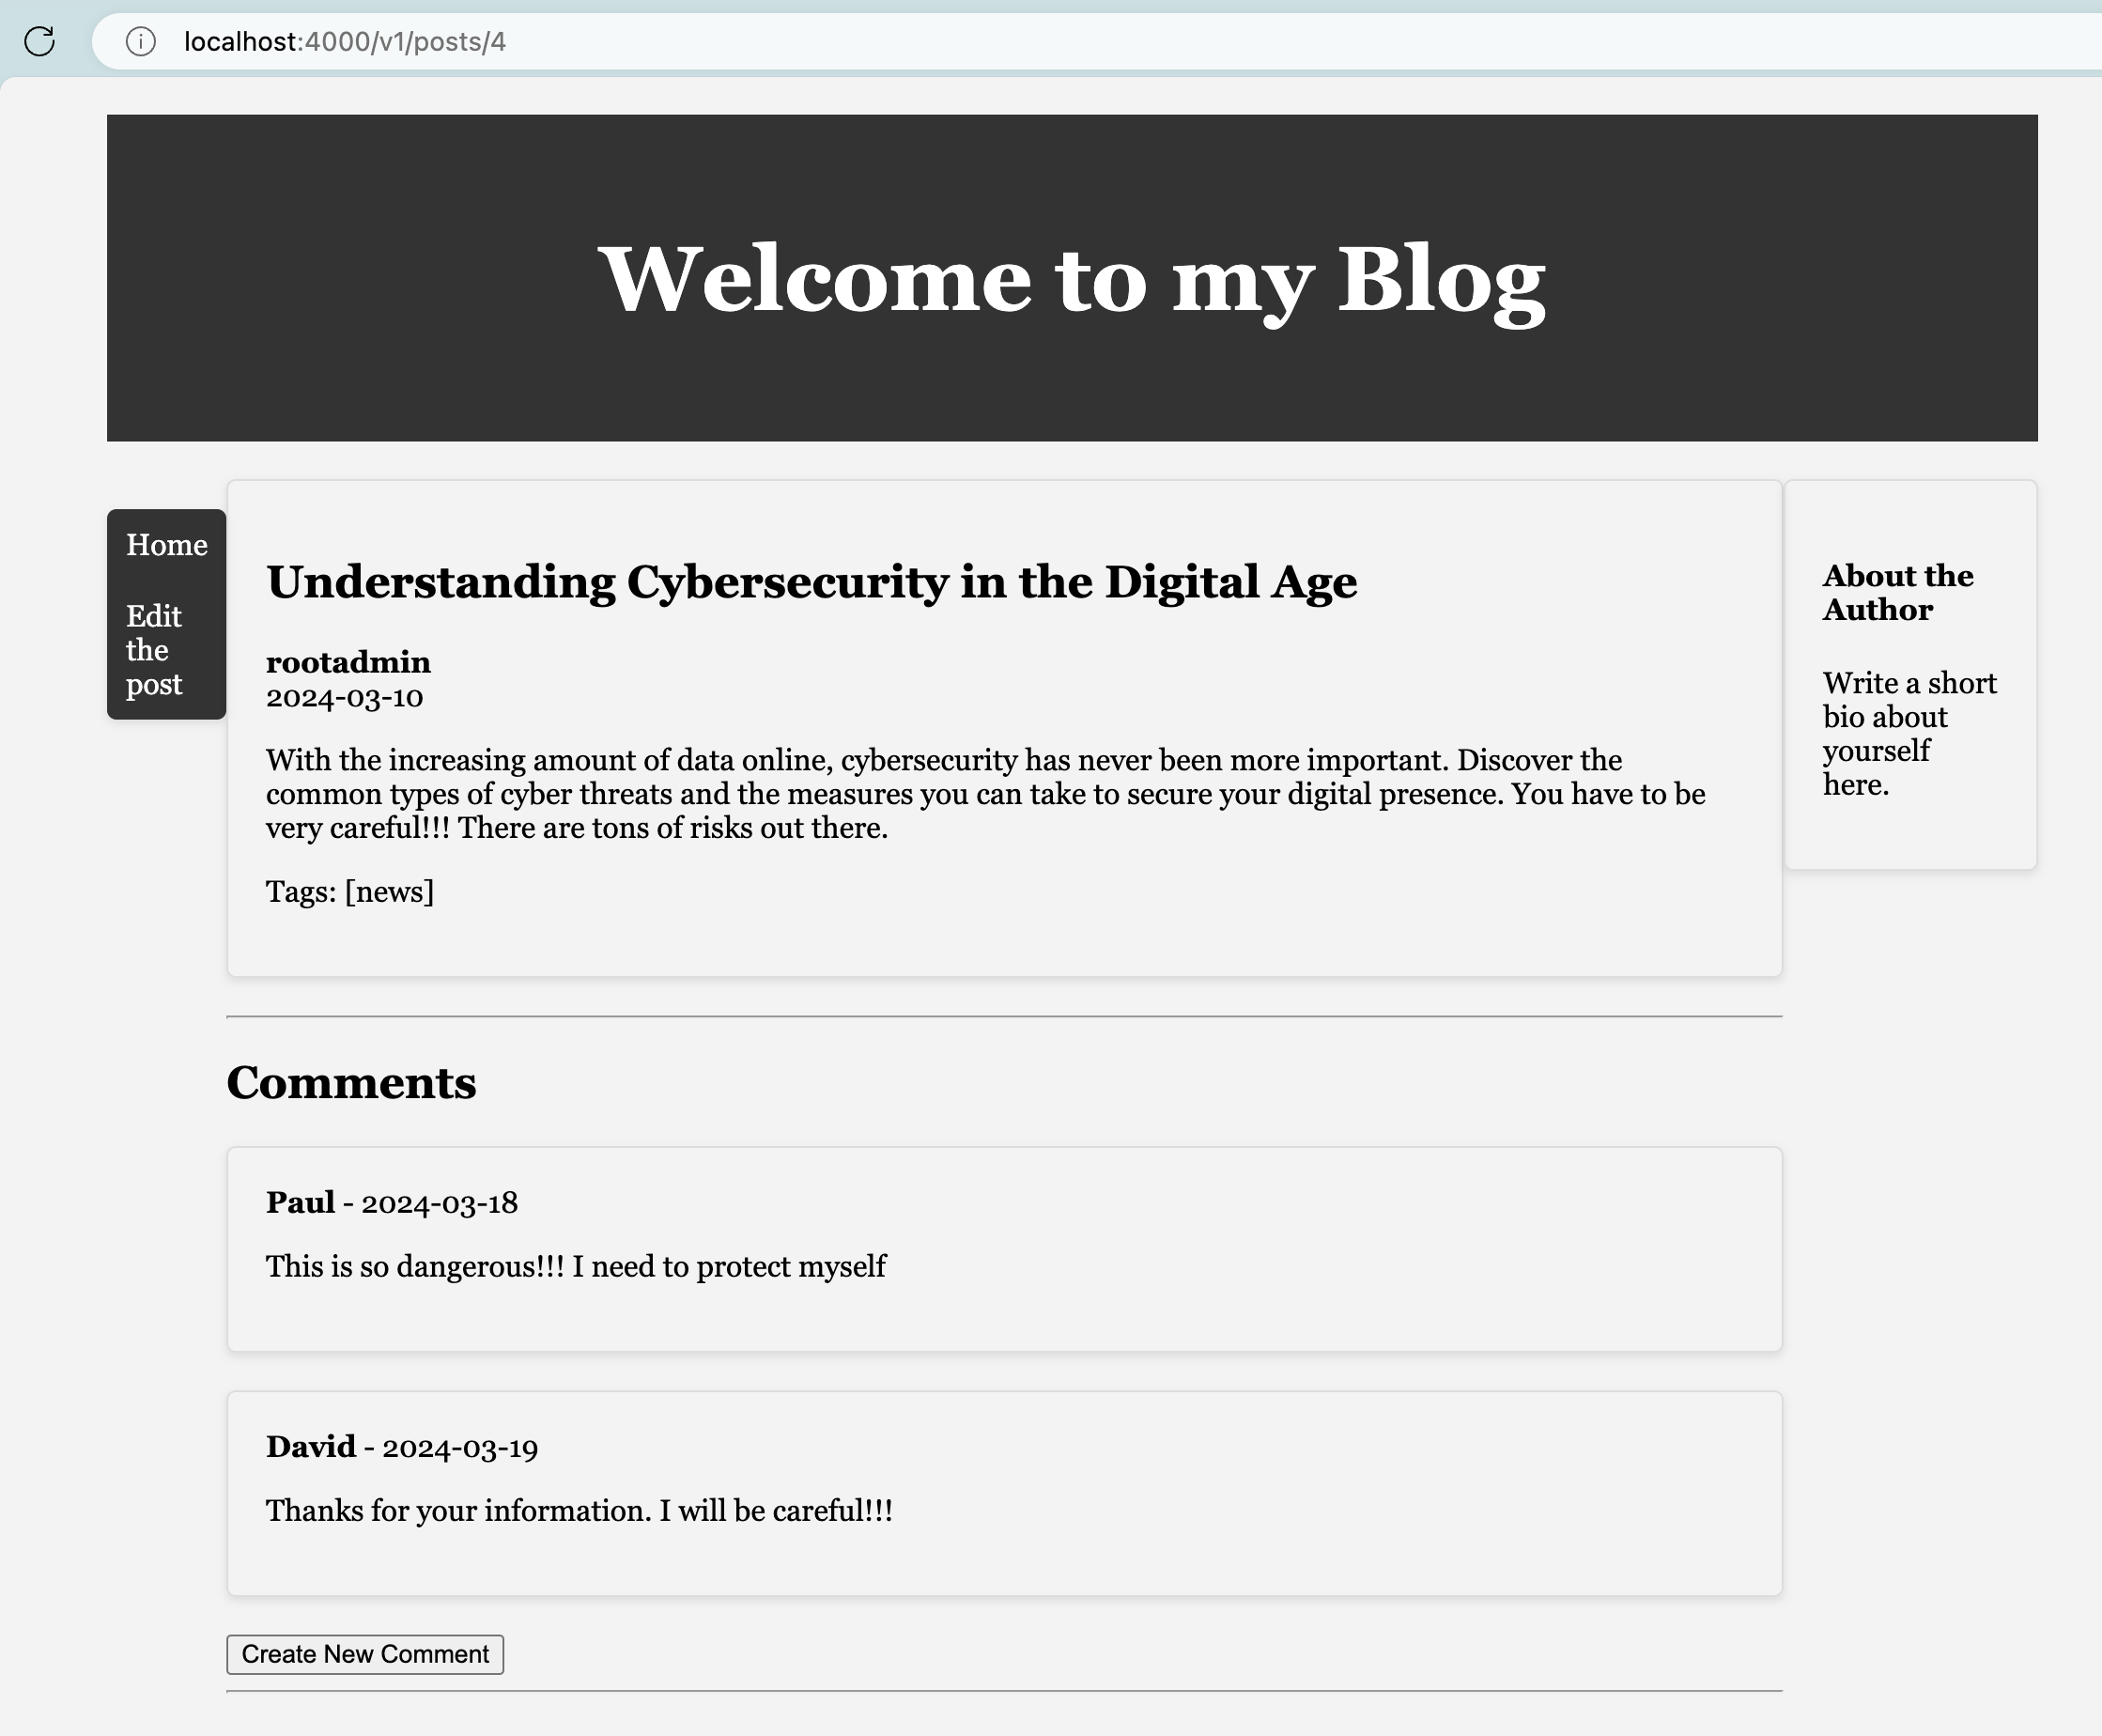 localhost:4000/v1/posts/4
Welcome to my Blog
Home
Edit
the
post
Understanding Cybersecurity in the Digital Age
rootadmin
2024-03-10
With the increasing amount of data online, cybersecurity has never been more important. Discover the
common types of cyber threats and the measures you can take to secure your digital presence. You have to be
very careful!!! There are tons of risks out there.
Tags: [news]
About the
Author
Write a short
bio about
yourself
here.
Comments
Paul - 2024-03-18
This is so dangerous!!! I need to protect myself
David - 2024-03-19
Thanks for your information. I will be careful!!!
Create New Comment